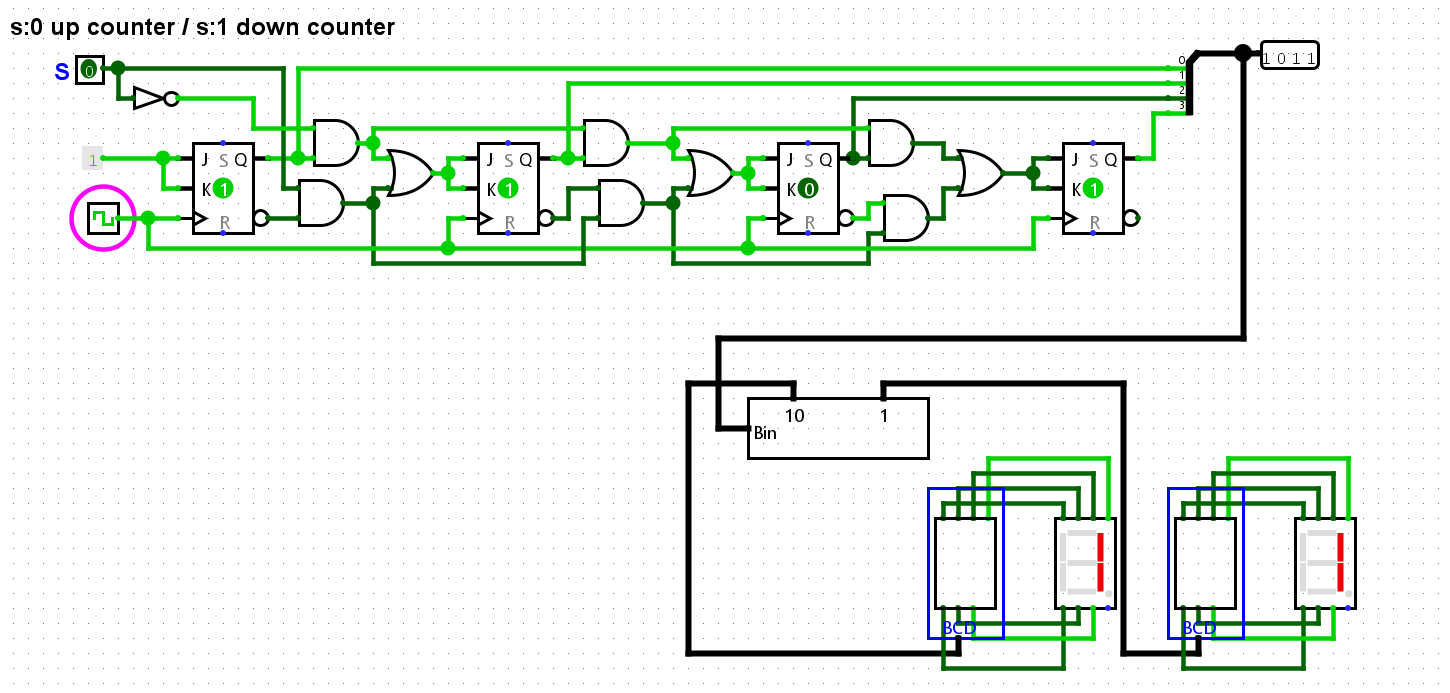 s:0 up counter / s:1 down counter
S 0
0
1
2
3
1 0 1 1
1
J S Q
K 1
R
J S Q
K 1
R
J S Q
K 0
R
J S Q
K 1
R
10 1
Bin
BCD
BCD